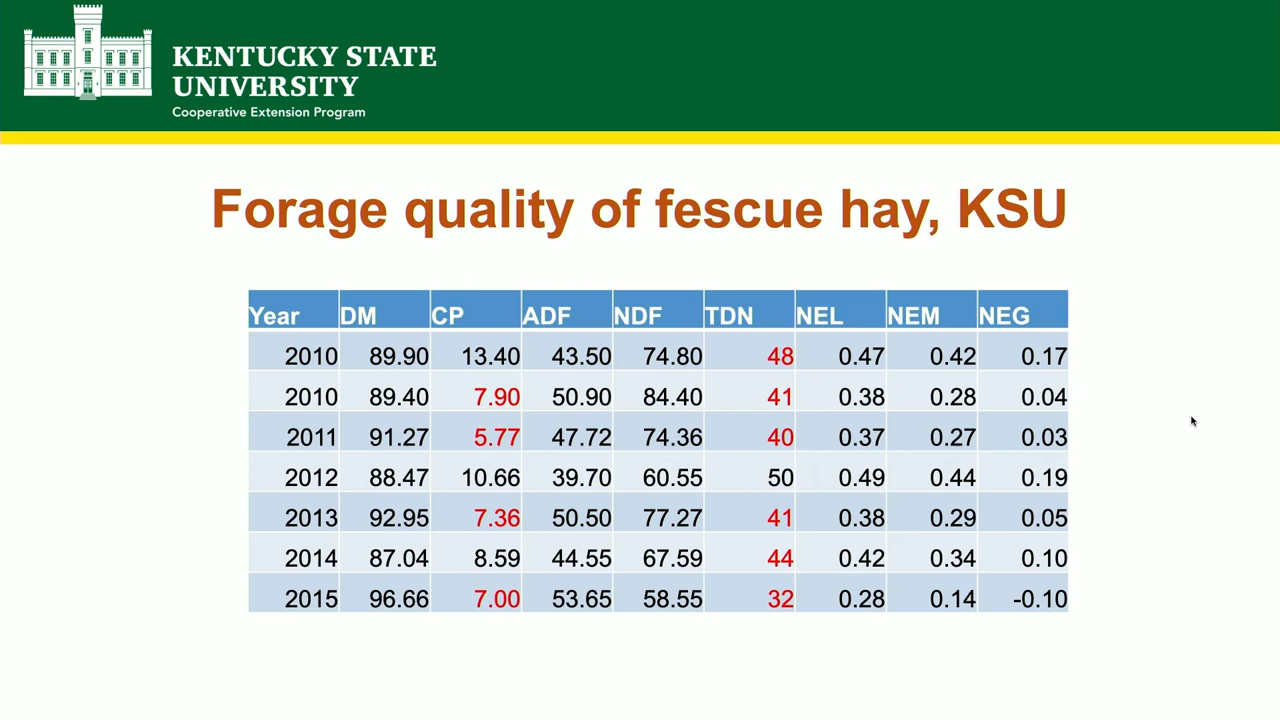 KENTUCKY STATE
UNIVERSITY
Cooperative Extension Program
Forage quality of fescue hay, KSU
Year DM CP ADF NDF TDN NEL NEM NEG
2010 89.90 13.40 43.50 74.80 48 0.47 0.42 0.17
2010 89.40 7.90 50.90 84.40 41 0.38 0.28 0.04
2011 91.27 5.77 47.72 74.36 40 0.37 0.27 0.03
2012 88.47 10.66 39.70 60.55 50 0.49 0.44 0.19
2013 92.95 7.36 50.50 77.27 41 0.38 0.29 0.05
2014 87.04 8.59 44.55 67.59 44 0.42 0.34 0.10
2015 96.66 7.00 53.65 58.55 32 0.28 0.14 -0.10